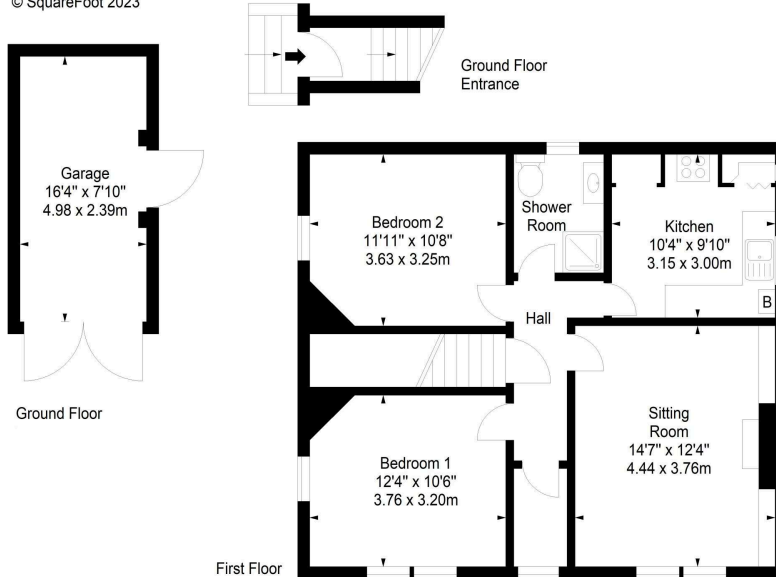 © SquareFoot 2023
Ground Floor
Entrance
Garage
16'4" x 7'10"
4.98 x 2.39m
Ground Floor
Bedroom 2
11'11" x 10'8"
3.63 x 3.25m
Shower
Room
Kitchen
10'4" x 9'10"
3.15 x 3.00m
B
Hall
Bedroom 1
12'4" x 10'6"
3.76 x 3.20m
Sitting
Room
14'7" x 12'4"
4.44 x 3.76m
First Floor